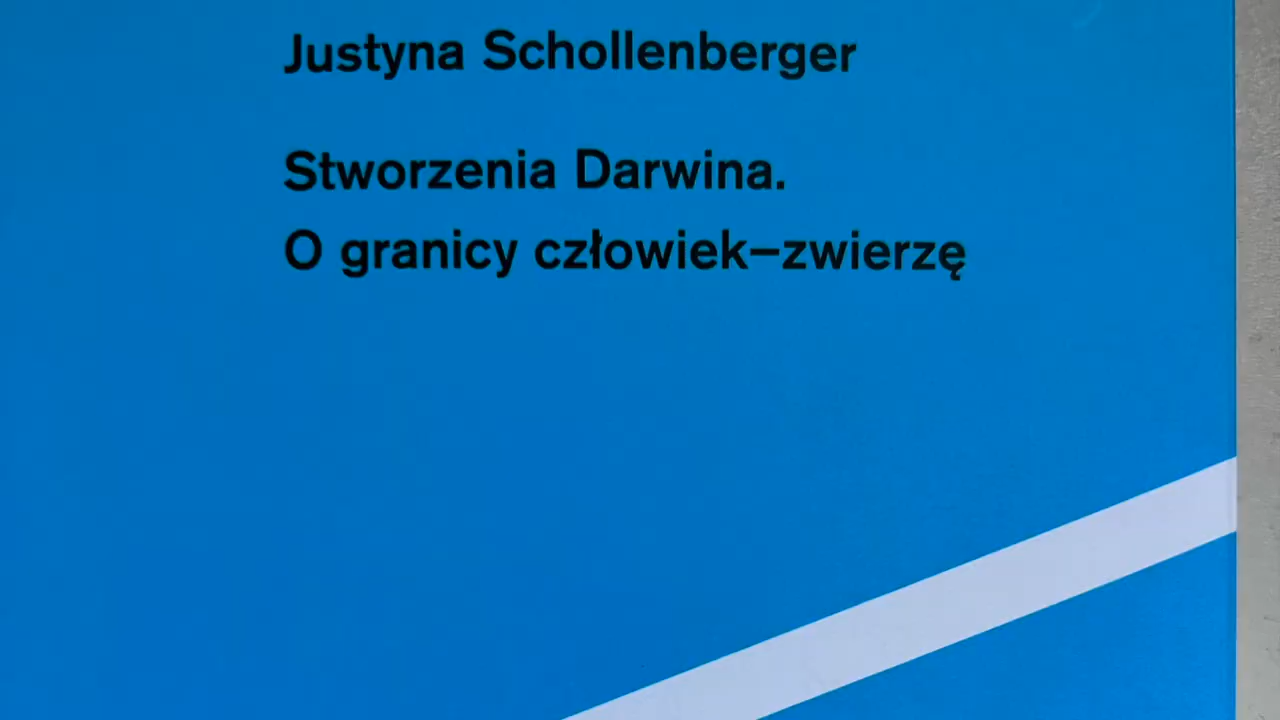 Justyna Schollenberger
Stworzenia Darwina.
O granicy człowiek–zwierzę